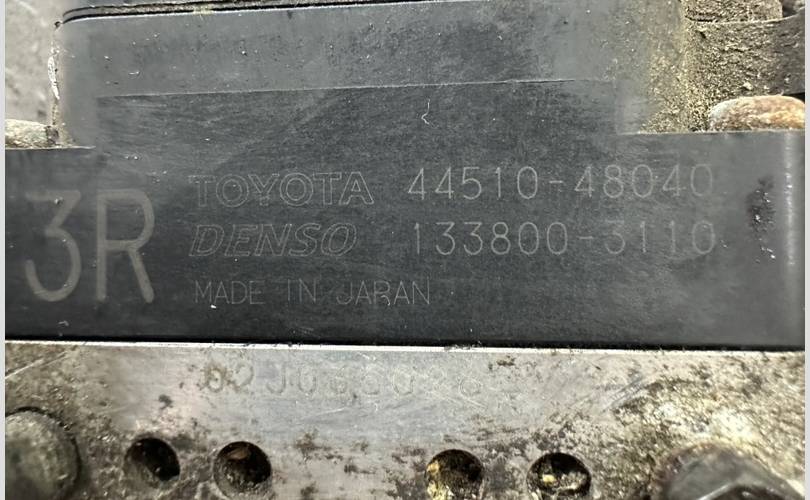 3R
TOYOTA 44510-48040
DENSO 133800-3110
MADE IN JAPAN